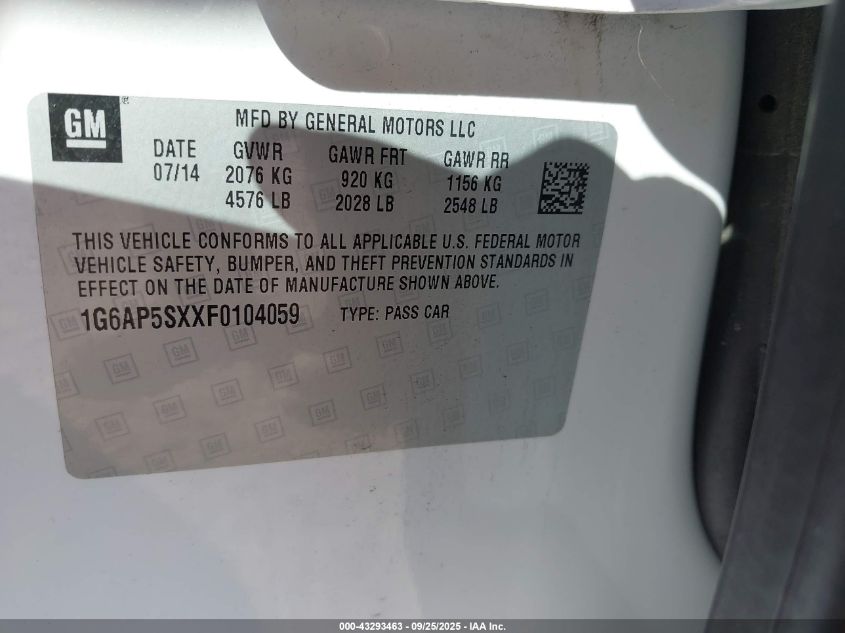 GM
®
MFD BY GENERAL MOTORS LLC
DATE GVWR GAWR FRT GAWR RR
07/14 2076 KG 920 KG 1156 KG
4576 LB 2028 LB 2548 LB
THIS VEHICLE CONFORMS TO ALL APPLICABLE U.S. FEDERAL MOTOR
VEHICLE SAFETY, BUMPER, AND THEFT PREVENTION STANDARDS IN
EFFECT ON THE DATE OF MANUFACTURE SHOWN ABOVE.
1G6AP5SXXF0104059 TYPE: PASS CAR
000-43293463 - 09/25/2025 - IAA Inc.